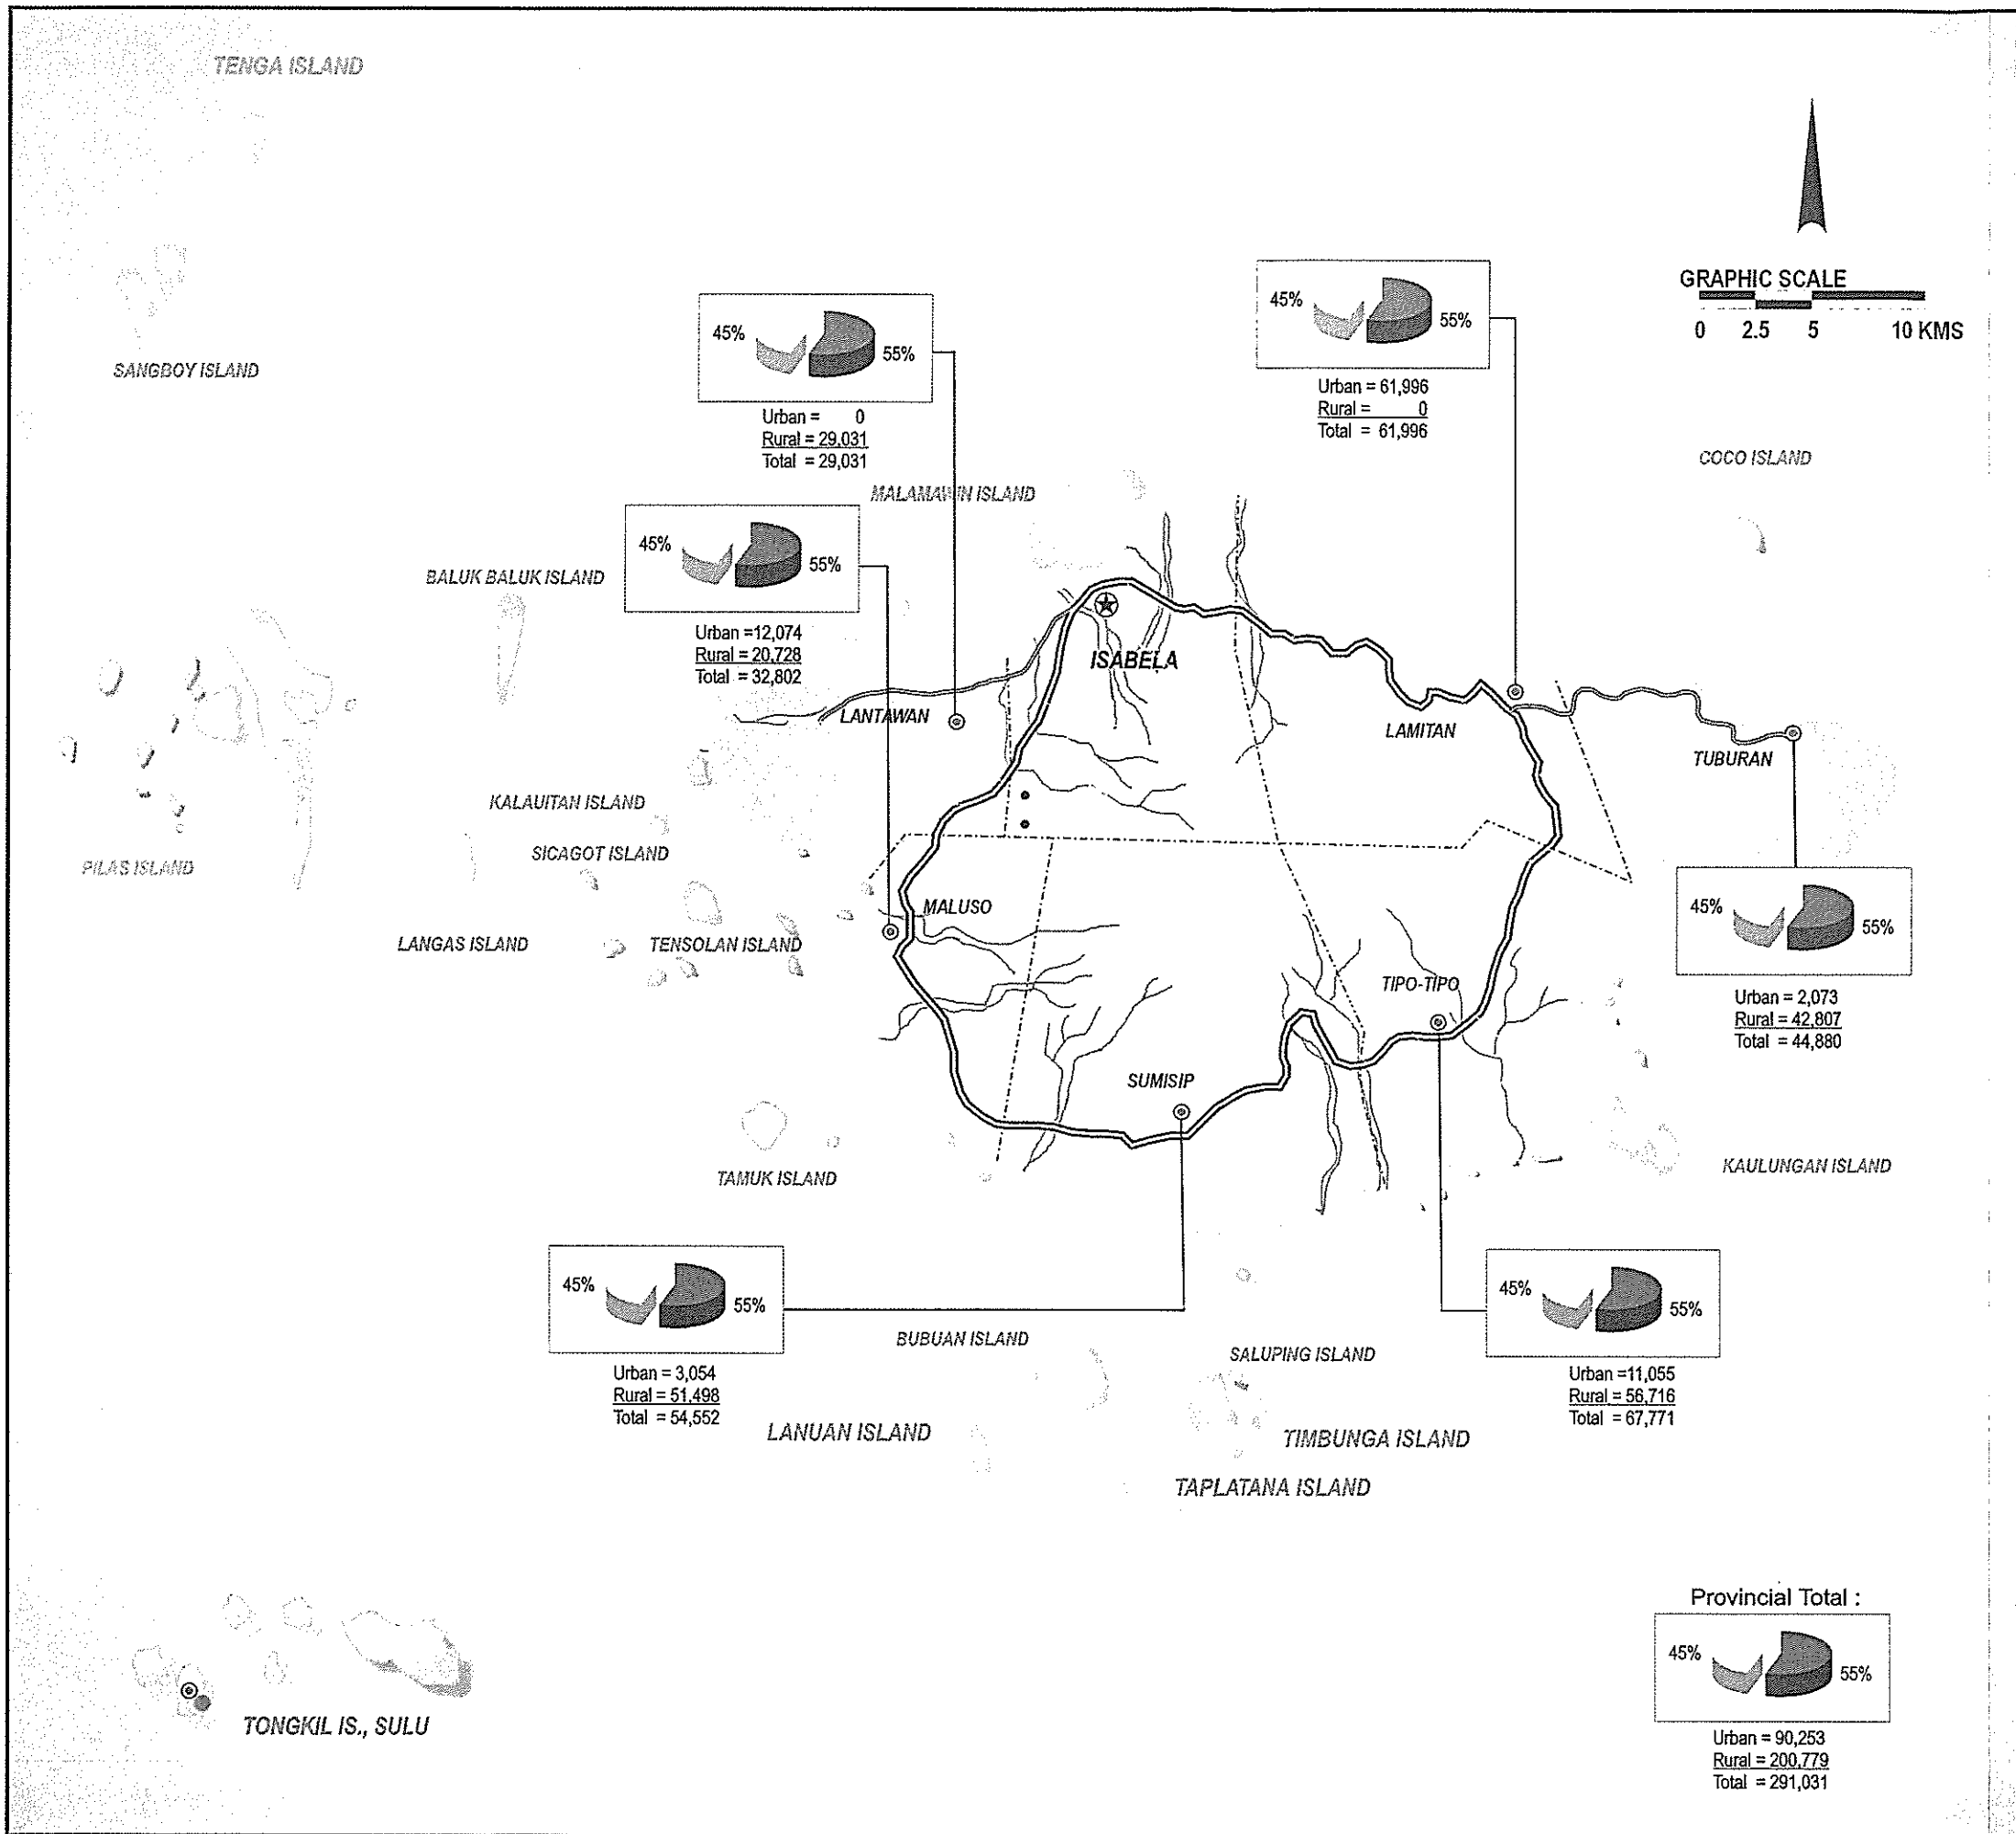 TENGA ISLAND
GRAPHIC SCALE
0 2.5 5 10 KMS
SANGBOY ISLAND
45%
55%
Urban = 0
Rural = 29,031
Total = 29,031
45%
55%
Urban = 61,996
Rural = 0
Total = 61,996
COCO ISLAND
MALAMAWIN ISLAND
BALUK BALUK ISLAND
45%
55%
Urban =12,074
Rural = 20,728
Total = 32,802
ISABELA
LANTAWAN
LAMITAN
TUBURAN
KALAUITAN ISLAND
SICAGOT ISLAND
PILAS ISLAND
MALUSO
LANGAS ISLAND
TENSOLAN ISLAND
45%
55%
Urban = 2,073
Rural = 42,807
Total = 44,880
TIPO-TIPO
SUMISIP
TAMUK ISLAND
KAULUNGAN ISLAND
45%
55%
Urban = 3,054
Rural = 51,498
Total = 54,552
BUBUAN ISLAND
SALUPING ISLAND
45%
55%
Urban =11,055
Rural = 56,716
Total = 67,771
LANUAN ISLAND
TIMBUNGA ISLAND
TAPLATANA ISLAND
TONGKIL IS., SULU
Provincial Total :
45%
55%
Urban = 90,253
Rural = 200,779
Total = 291,031